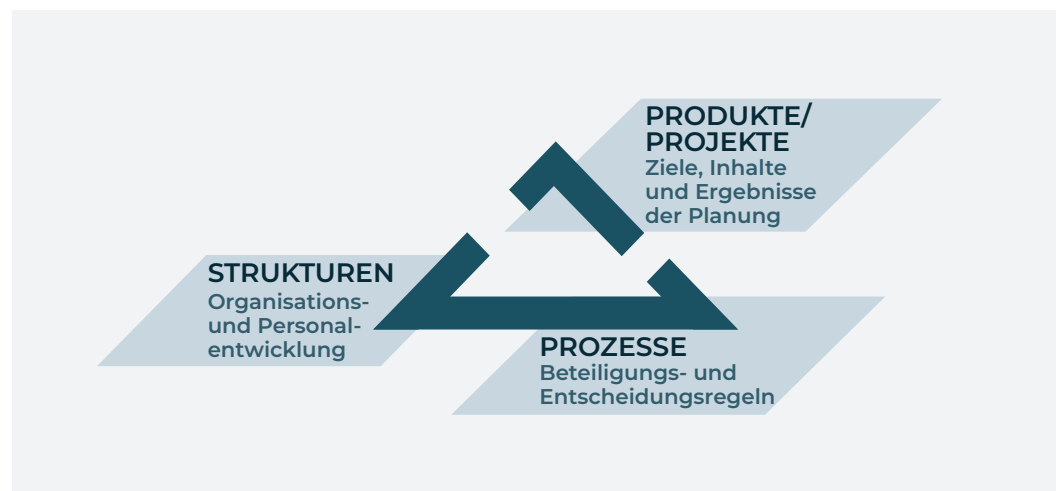 PRODUKTE/
PROJEKTE
Ziele, Inhalte
und Ergebnisse
der Planung
STRUKTUREN
Organisations-
und Personal-
entwicklung
PROZESSE
Beteiligungs- und
Entscheidungsregeln